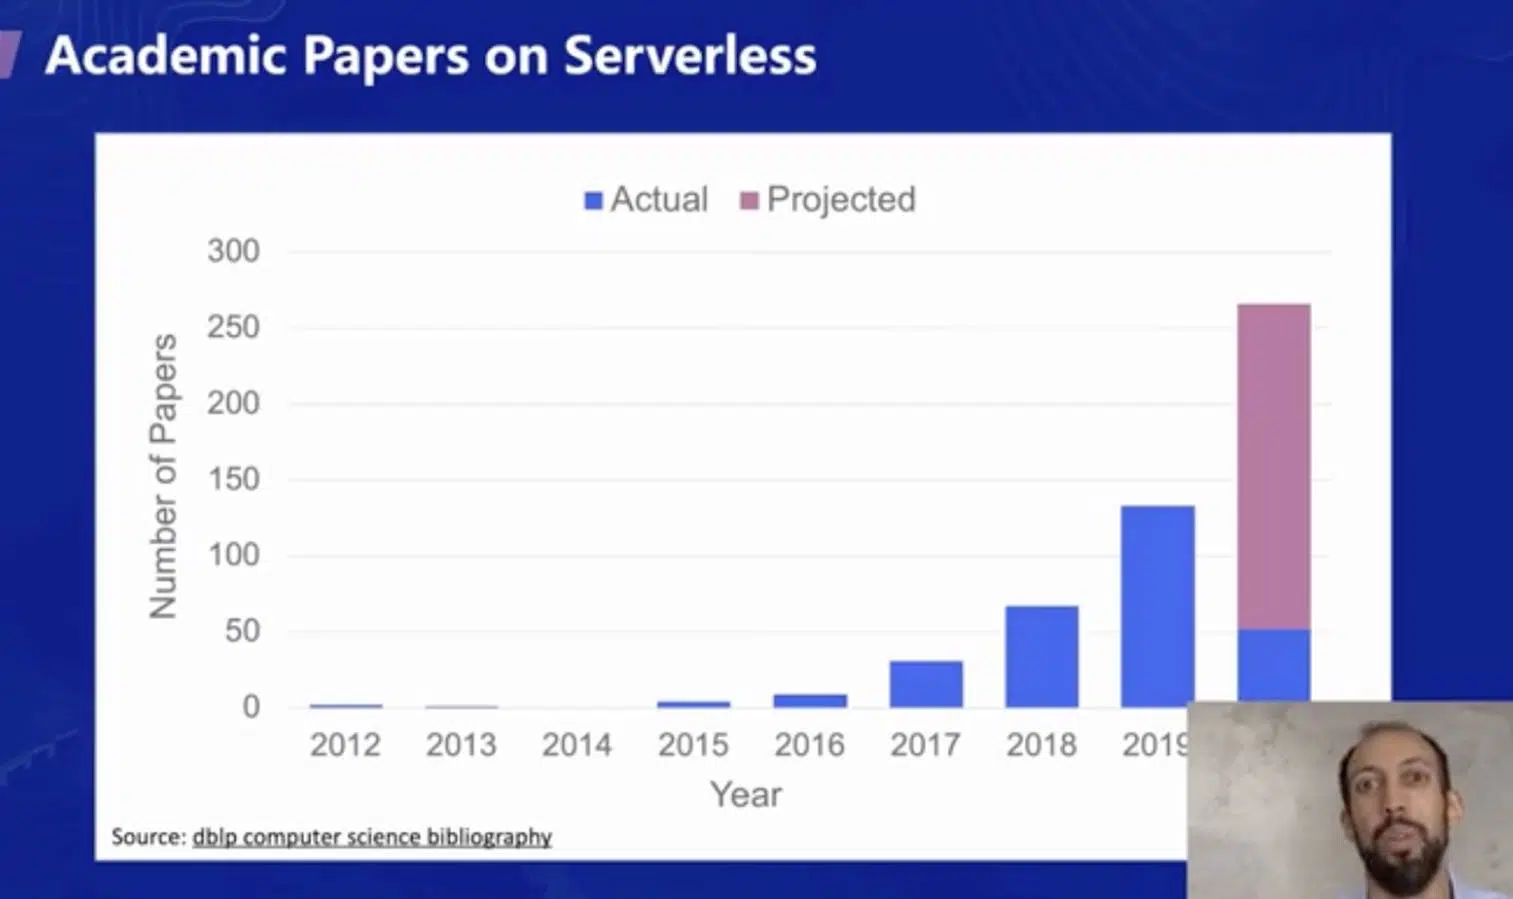 Academic Papers on Serverless
Actual Projected
300
250
200
150
100
50
0
Number of Papers
2012 2013 2014 2015 2016 2017 2018 2019
Year
Source: dblp computer science bibliography